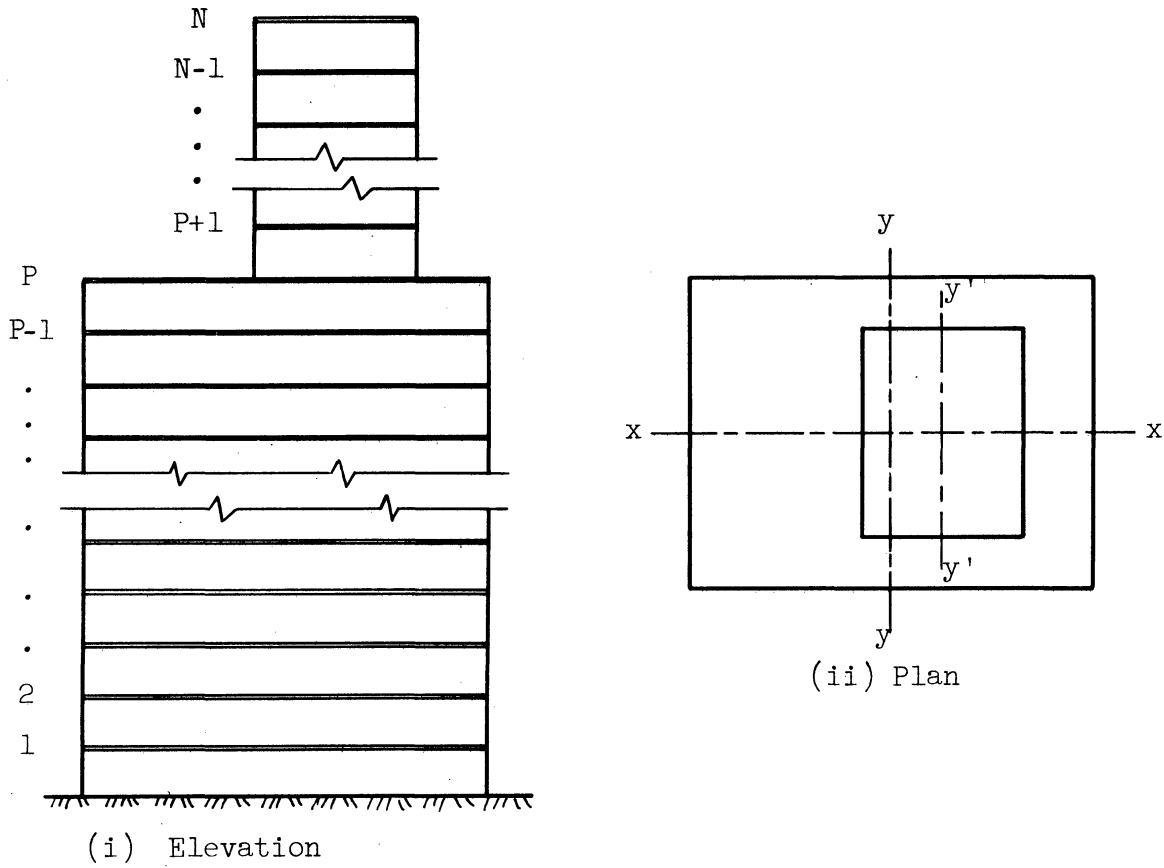 N
N-1
P+1
P
P-1
2
1
(i) Elevation
y
y'
x
x
y'
y
(ii) Plan